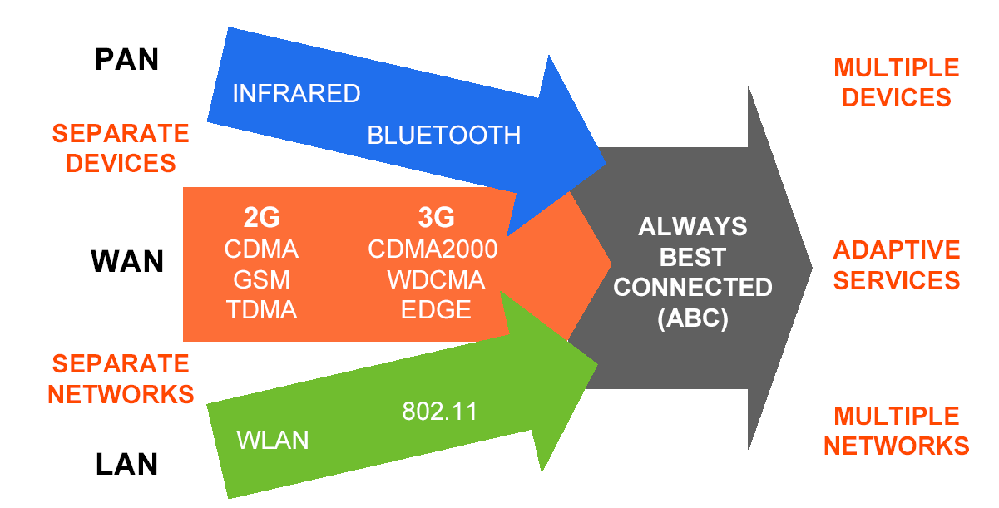 PAN
SEPARATE
DEVICES
WAN
SEPARATE
NETWORKS
LAN
INFRARED
BLUETOOTH
2G
CDMA
GSM
TDMA
3G
CDMA2000
WDCMA
EDGE
802.11
WLAN
ALWAYS
BEST
CONNECTED
(ABC)
MULTIPLE
DEVICES
ADAPTIVE
SERVICES
MULTIPLE
NETWORKS